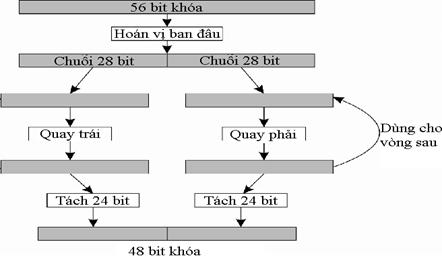 56 bit khóa
Hoán vị ban đâu
Chuỗi 28 bit Chuỗi 28 bit
Quay trái Quay phải Dùng cho
vòng sau
Tách 24 bit Tách 24 bit
48 bit khóa